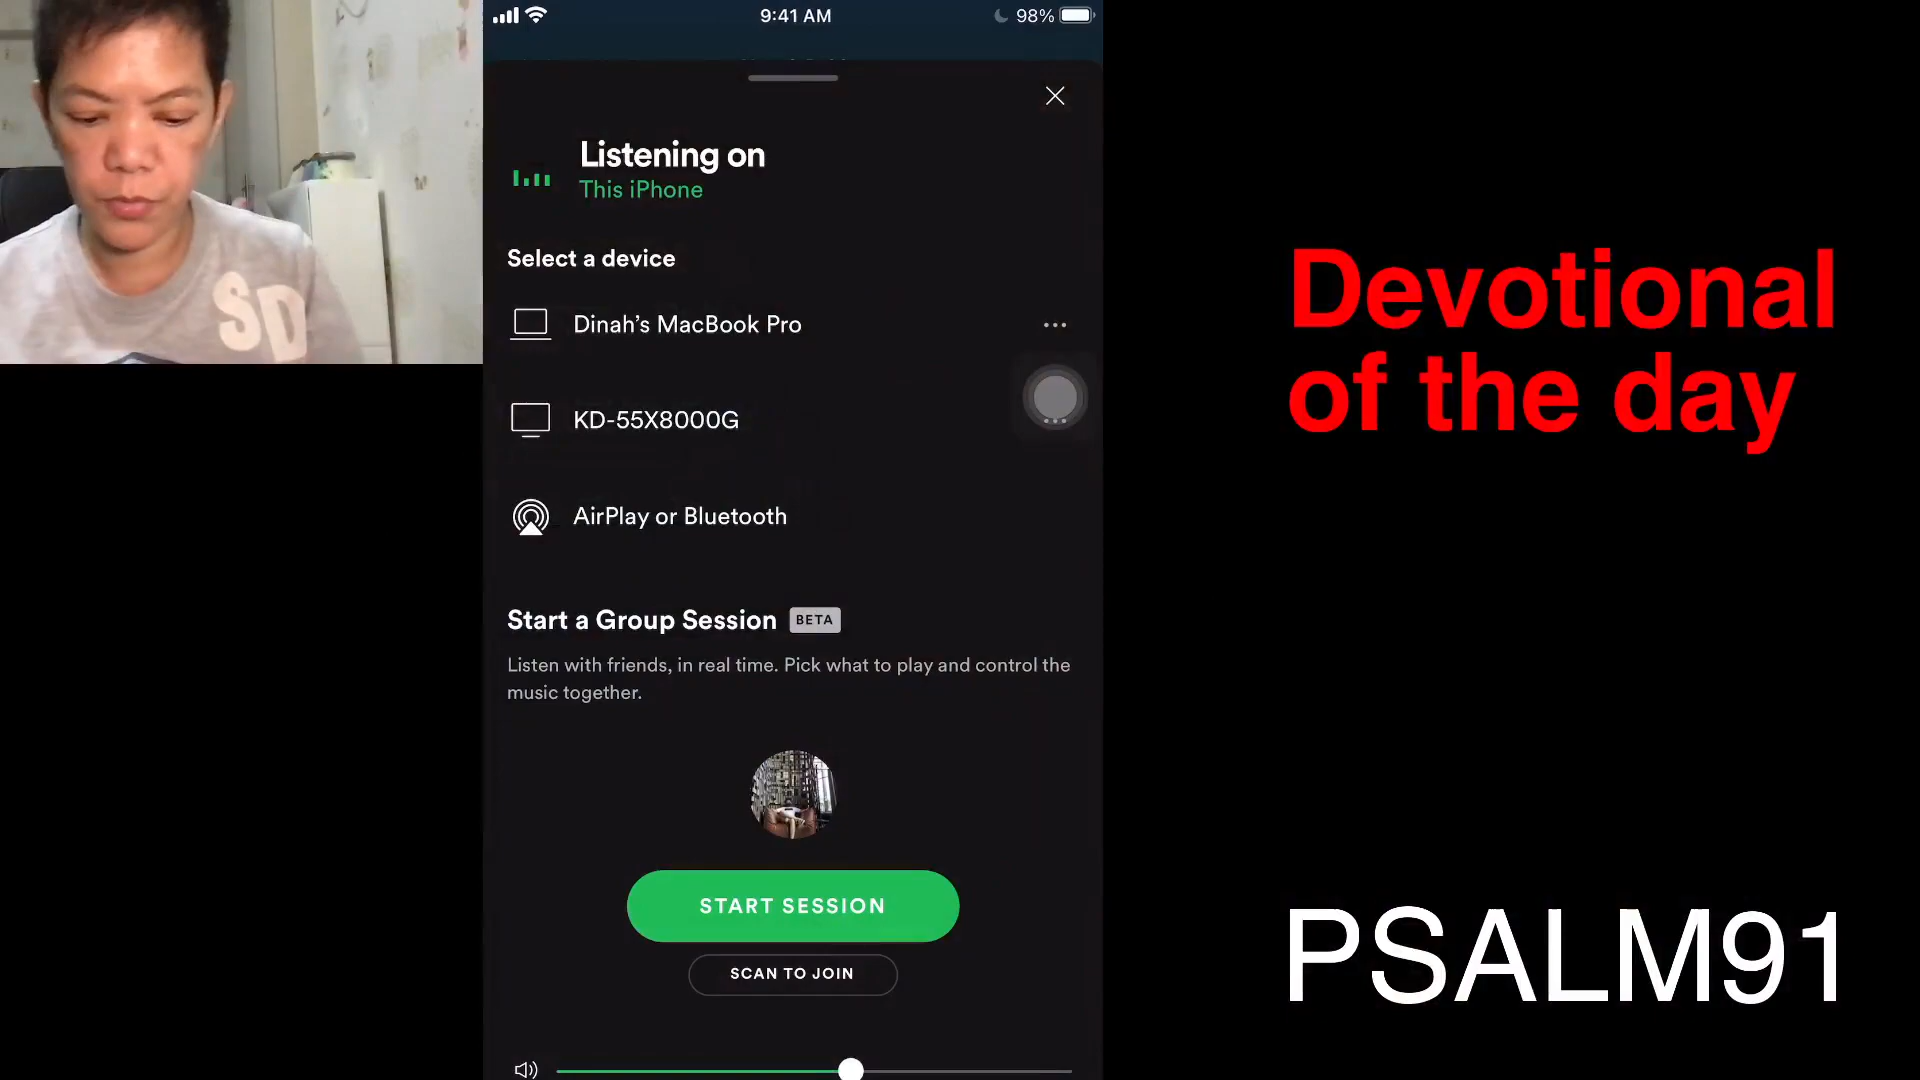 9:41 AM
98%
Listening on
This iPhone
Select a device
Dinah’s MacBook Pro
KD-55X8000G
AirPlay or Bluetooth
Start a Group Session BETA
Listen with friends, in real time. Pick what to play and control the
music together.
START SESSION
SCAN TO JOIN
SD
Devotional
of the day
PSALM91